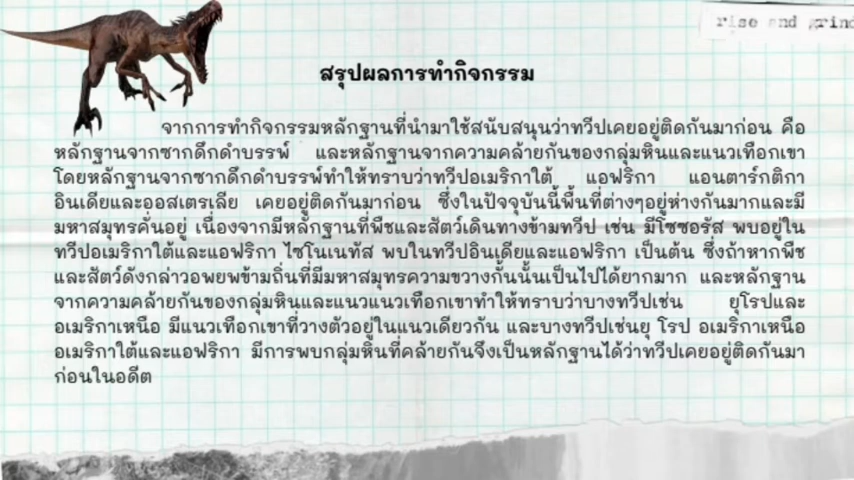 rise and grind
สรุปผลการทำกิจกรรม
จากการทำกิจกรรมหลักฐานที่นำมาใช้สนับสนุนว่าทวีปเคยอยู่ติดกันมาก่อน คือ
หลักฐานจากซากดึกดำบรรพ์ และหลักฐานจากความคล้ายกันของกลุ่มหินและแนวเทือกเขา
โดยหลักฐานจากซากดึกดำบรรพ์ทำให้ทราบว่าทวีปอเมริกาใต้ แอฟริกา แอนตาร์กติกา
อินเดียและออสเตรเลีย เคยอยู่ติดกันมาก่อน ซึ่งในปัจจุบันนี้พื้นที่ต่างๆอยู่ห่างกันมากและมี
มหาสมุทรคั่นอยู่ เนื่องจากมีหลักฐานที่พืชและสัตว์เดินทางข้ามทวีป เช่น มีโซซอรัส พบอยู่ใน
ทวีปอเมริกาใต้และแอฟริกา ไซโนเนทัส พบในทวีปอินเดียและแอฟริกา เป็นต้น ซึ่งถ้าหากพืช
และสัตว์ดังกล่าวอพยพข้ามถิ่นที่มีมหาสมุทรความขวางกั้นนั้นเป็นไปได้ยากมาก และหลักฐาน
จากความคล้ายกันของกลุ่มหินและแนวแนวเทือกเขาทำให้ทราบว่าบางทวีปเช่น ยุโรปและ
อเมริกาเหนือ มีแนวเทือกเขาที่วางตัวอยู่ในแนวเดียวกัน และบางทวีปเช่นยุ โรป อเมริกาเหนือ
อเมริกาใต้และแอฟริกา มีการพบกลุ่มหินที่คล้ายกันจึงเป็นหลักฐานได้ว่าทวีปเคยอยู่ติดกันมา
ก่อนในอดีต